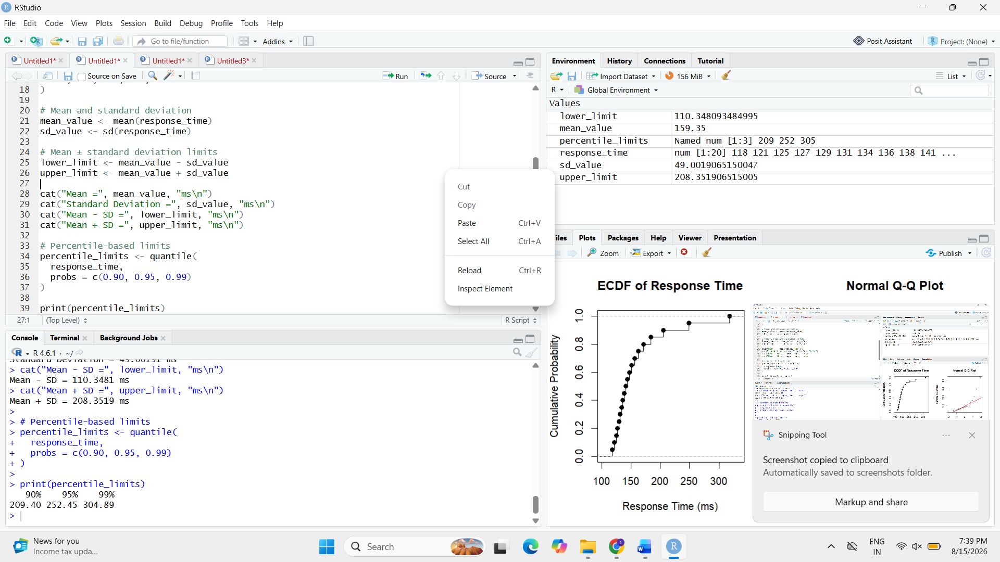 RStudio
File Edit Code View Plots Session Build Debug Profile Tools Help
Go to file/function Addins Posit Assistant Project: (None)
Untitled1* Untitled1* Untitled1* Untitled3*
Source on Save Run Source
18 )
19
20 # Mean and standard deviation
21 mean_value <- mean(response_time)
22 sd_value <- sd(response_time)
23
24 # Mean ± standard deviation limits
25 lower_limit <- mean_value - sd_value
26 upper_limit <- mean_value + sd_value
27
28 cat("Mean =", mean_value, "ms\n")
29 cat("Standard Deviation =", sd_value, "ms\n")
30 cat("Mean - SD =", lower_limit, "ms\n")
31 cat("Mean + SD =", upper_limit, "ms\n")
32
33 # Percentile-based limits
34 percentile_limits <- quantile(
35 response_time,
36 probs = c(0.90, 0.95, 0.99)
37 )
38
39 print(percentile_limits)
27:1 (Top Level) R Script
Cut
Copy
Paste Ctrl+V
Select All Ctrl+A
Reload Ctrl+R
Inspect Element
Console Terminal Background Jobs
R 4.6.1 · ~/
Standard Deviation = 49.00191 ms
> cat("Mean - SD =", lower_limit, "ms\n")
Mean - SD = 110.3481 ms
> cat("Mean + SD =", upper_limit, "ms\n")
Mean + SD = 208.3519 ms
>
> # Percentile-based limits
> percentile_limits <- quantile(
+ response_time,
+ probs = c(0.90, 0.95, 0.99)
+ )
>
> print(percentile_limits)
90% 95% 99%
209.40 252.45 304.89
>
Environment History Connections Tutorial
Import Dataset 156 MiB List
R Global Environment
Values
lower_limit 110.348093484995
mean_value 159.35
percentile_limits Named num [1:3] 209 252 305
response_time num [1:20] 118 121 125 127 129 131 134 136 138 141 ...
sd_value 49.0019065150047
upper_limit 208.351906515005
Files Plots Packages Help Viewer Presentation
Zoom Export Publish
ECDF of Response Time
Cumulative Probability
0.0 0.2 0.4 0.6 0.8 1.0
100 150 200 250 300
Response Time (ms)
Normal Q-Q Plot
ECDF of Response Time Normal Q-Q Plot
Snipping Tool
Screenshot copied to clipboard
Automatically saved to screenshots folder.
Markup and share
News for you
Income tax upda...
Search
ENG
IN
7:39 PM
8/15/2026